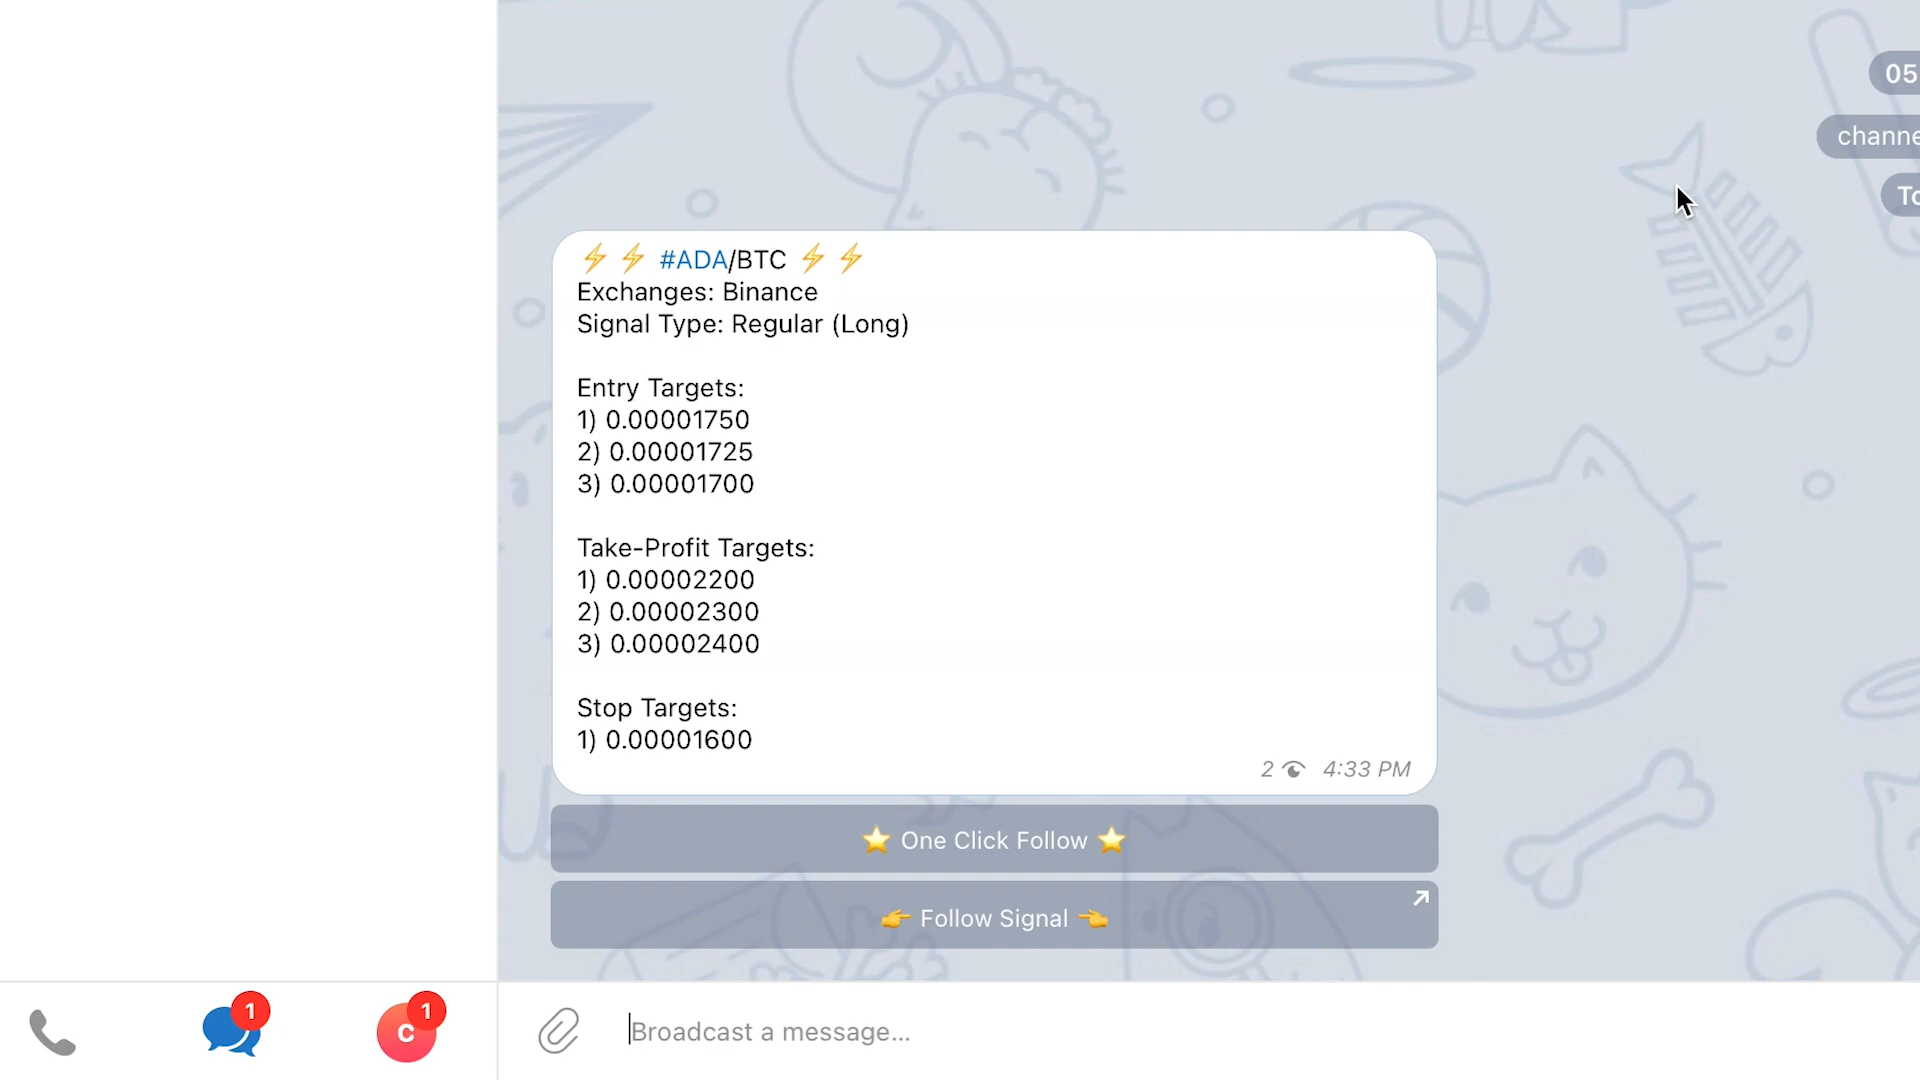 05
channe
To
⚡ ⚡ #ADA/BTC ⚡ ⚡
Exchanges: Binance
Signal Type: Regular (Long)
Entry Targets:
1) 0.00001750
2) 0.00001725
3) 0.00001700
Take-Profit Targets:
1) 0.00002200
2) 0.00002300
3) 0.00002400
Stop Targets:
1) 0.00001600
2 4:33 PM
⭐ One Click Follow ⭐
👉 Follow Signal 👈
1
1
C
Broadcast a message...